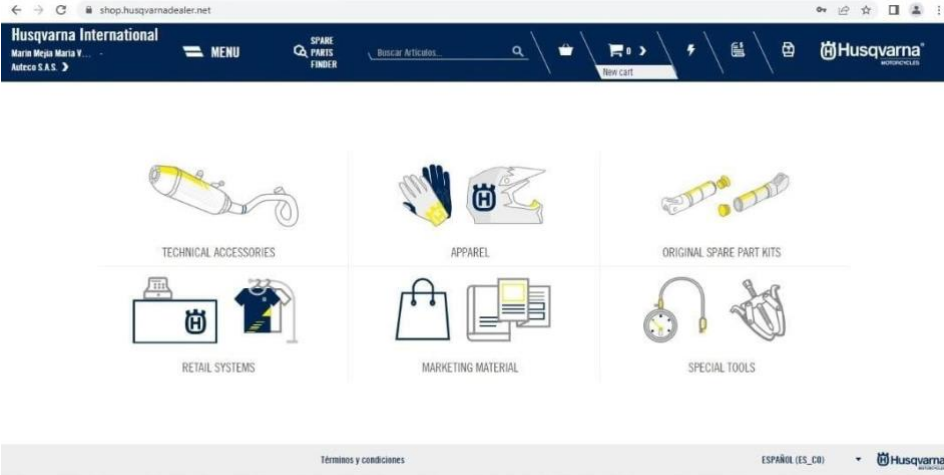 shop.husqvarnadealer.net
Husqvarna International
Marin Mejia Maria V... -
Auteco S.A.S.
MENU
SPARE
PARTS
FINDER
Buscar Artículos...
0
New cart
Husqvarna
MOTORCYCLES
TECHNICAL ACCESSORIES
APPAREL
ORIGINAL SPARE PART KITS
RETAIL SYSTEMS
MARKETING MATERIAL
SPECIAL TOOLS
Términos y condiciones
ESPAÑOL (ES_CO)
Husqvarna
MOTORCYCLES